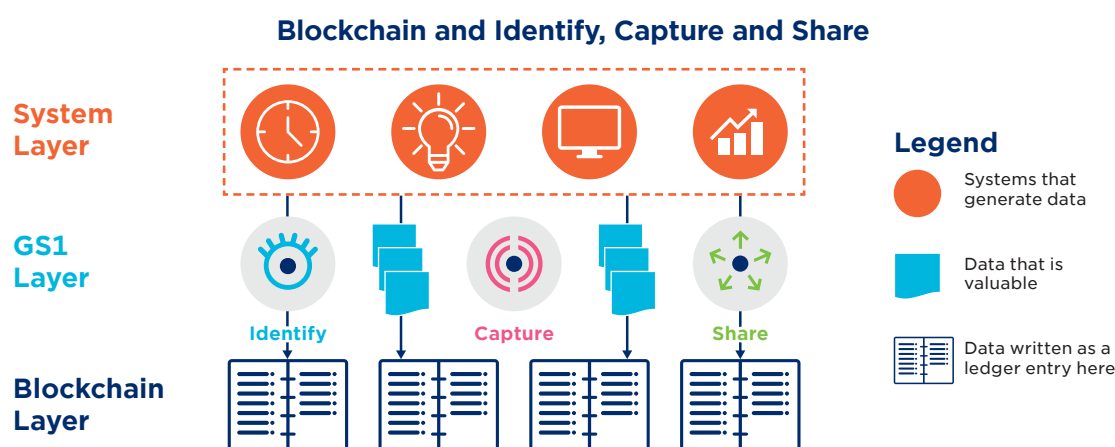 Blockchain and Identify, Capture and Share
System
Layer
GS1
Layer
Identify
Capture
Share
Blockchain
Layer
Legend
Systems that
generate data
Data that is
valuable
Data written as a
ledger entry here